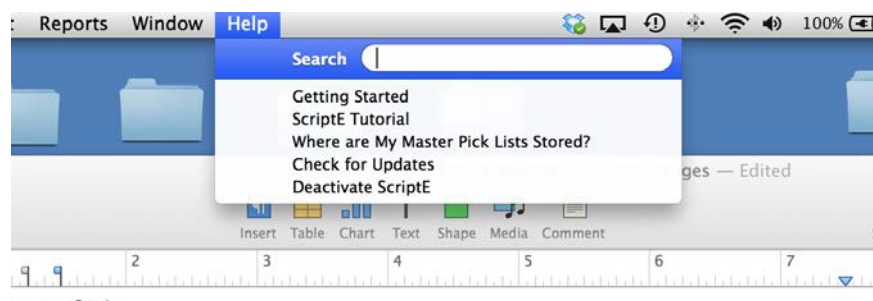 Reports Window Help 100%
Search
Getting Started
ScriptE Tutorial
Where are My Master Pick Lists Stored?
Check for Updates
Deactivate ScriptE
ges — Edited
Insert Table Chart Text Shape Media Comment
2 3 4 5 6 7